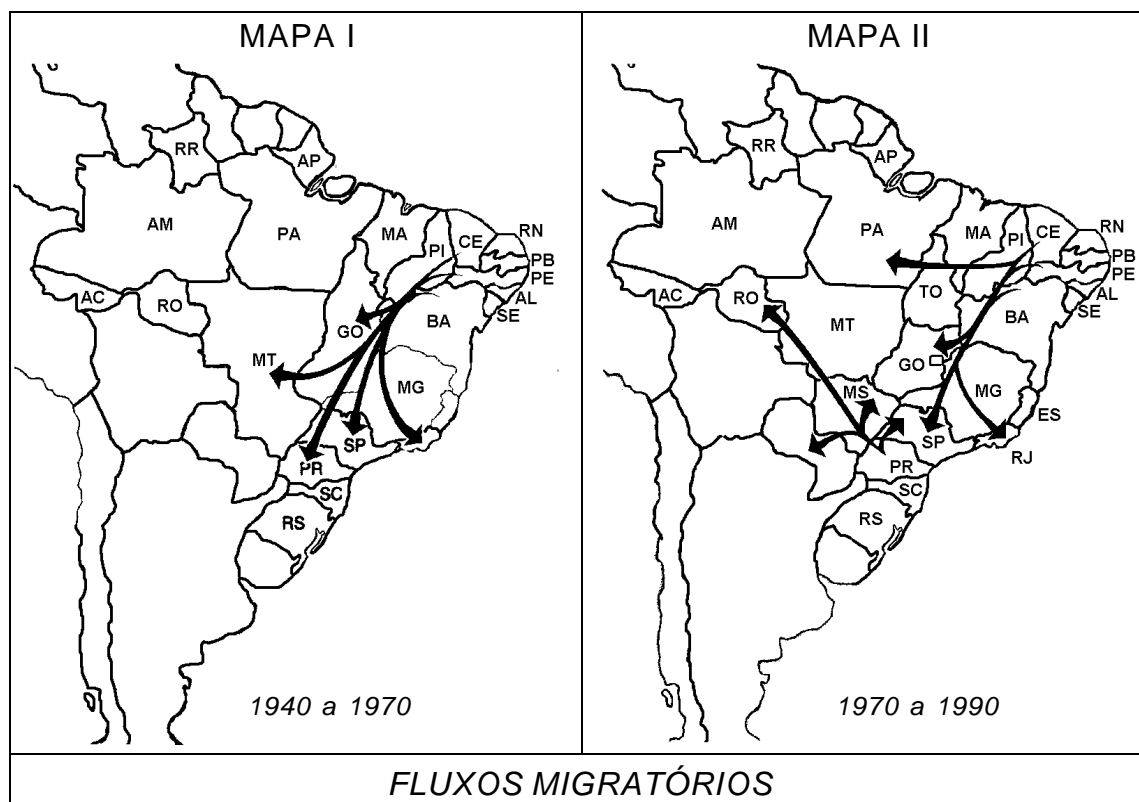 MAPA I
RR
AP
AM
PA
MA
PI
CE
RN
PB
PE
AL
SE
AC
RO
GO
BA
MT
MG
SP
PR
SC
RS
1940 a 1970
MAPA II
RR
AP
AM
PA
MA
PI
CE
RN
PB
PE
AL
SE
AC
RO
TO
BA
MT
GO
MG
MS
ES
SP
RJ
PR
SC
RS
1970 a 1990
FLUXOS MIGRATÓRIOS